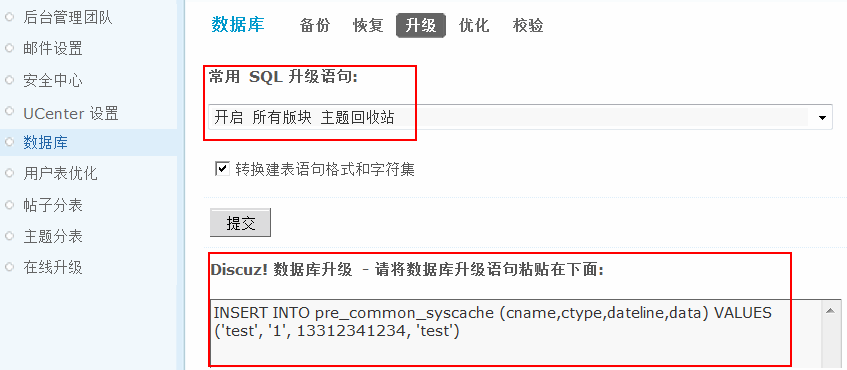 后台管理团队
邮件设置
安全中心
UCenter 设置
数据库
用户表优化
帖子分表
主题分表
在线升级
数据库 备份 恢复 升级 优化 校验
常用 SQL 升级语句:
开启 所有版块 主题回收站
转换建表语句格式和字符集
提交
Discuz! 数据库升级 - 请将数据库升级语句粘贴在下面:
INSERT INTO pre_common_syscache (cname,ctype,dateline,data) VALUES
('test', '1', 13312341234, 'test')